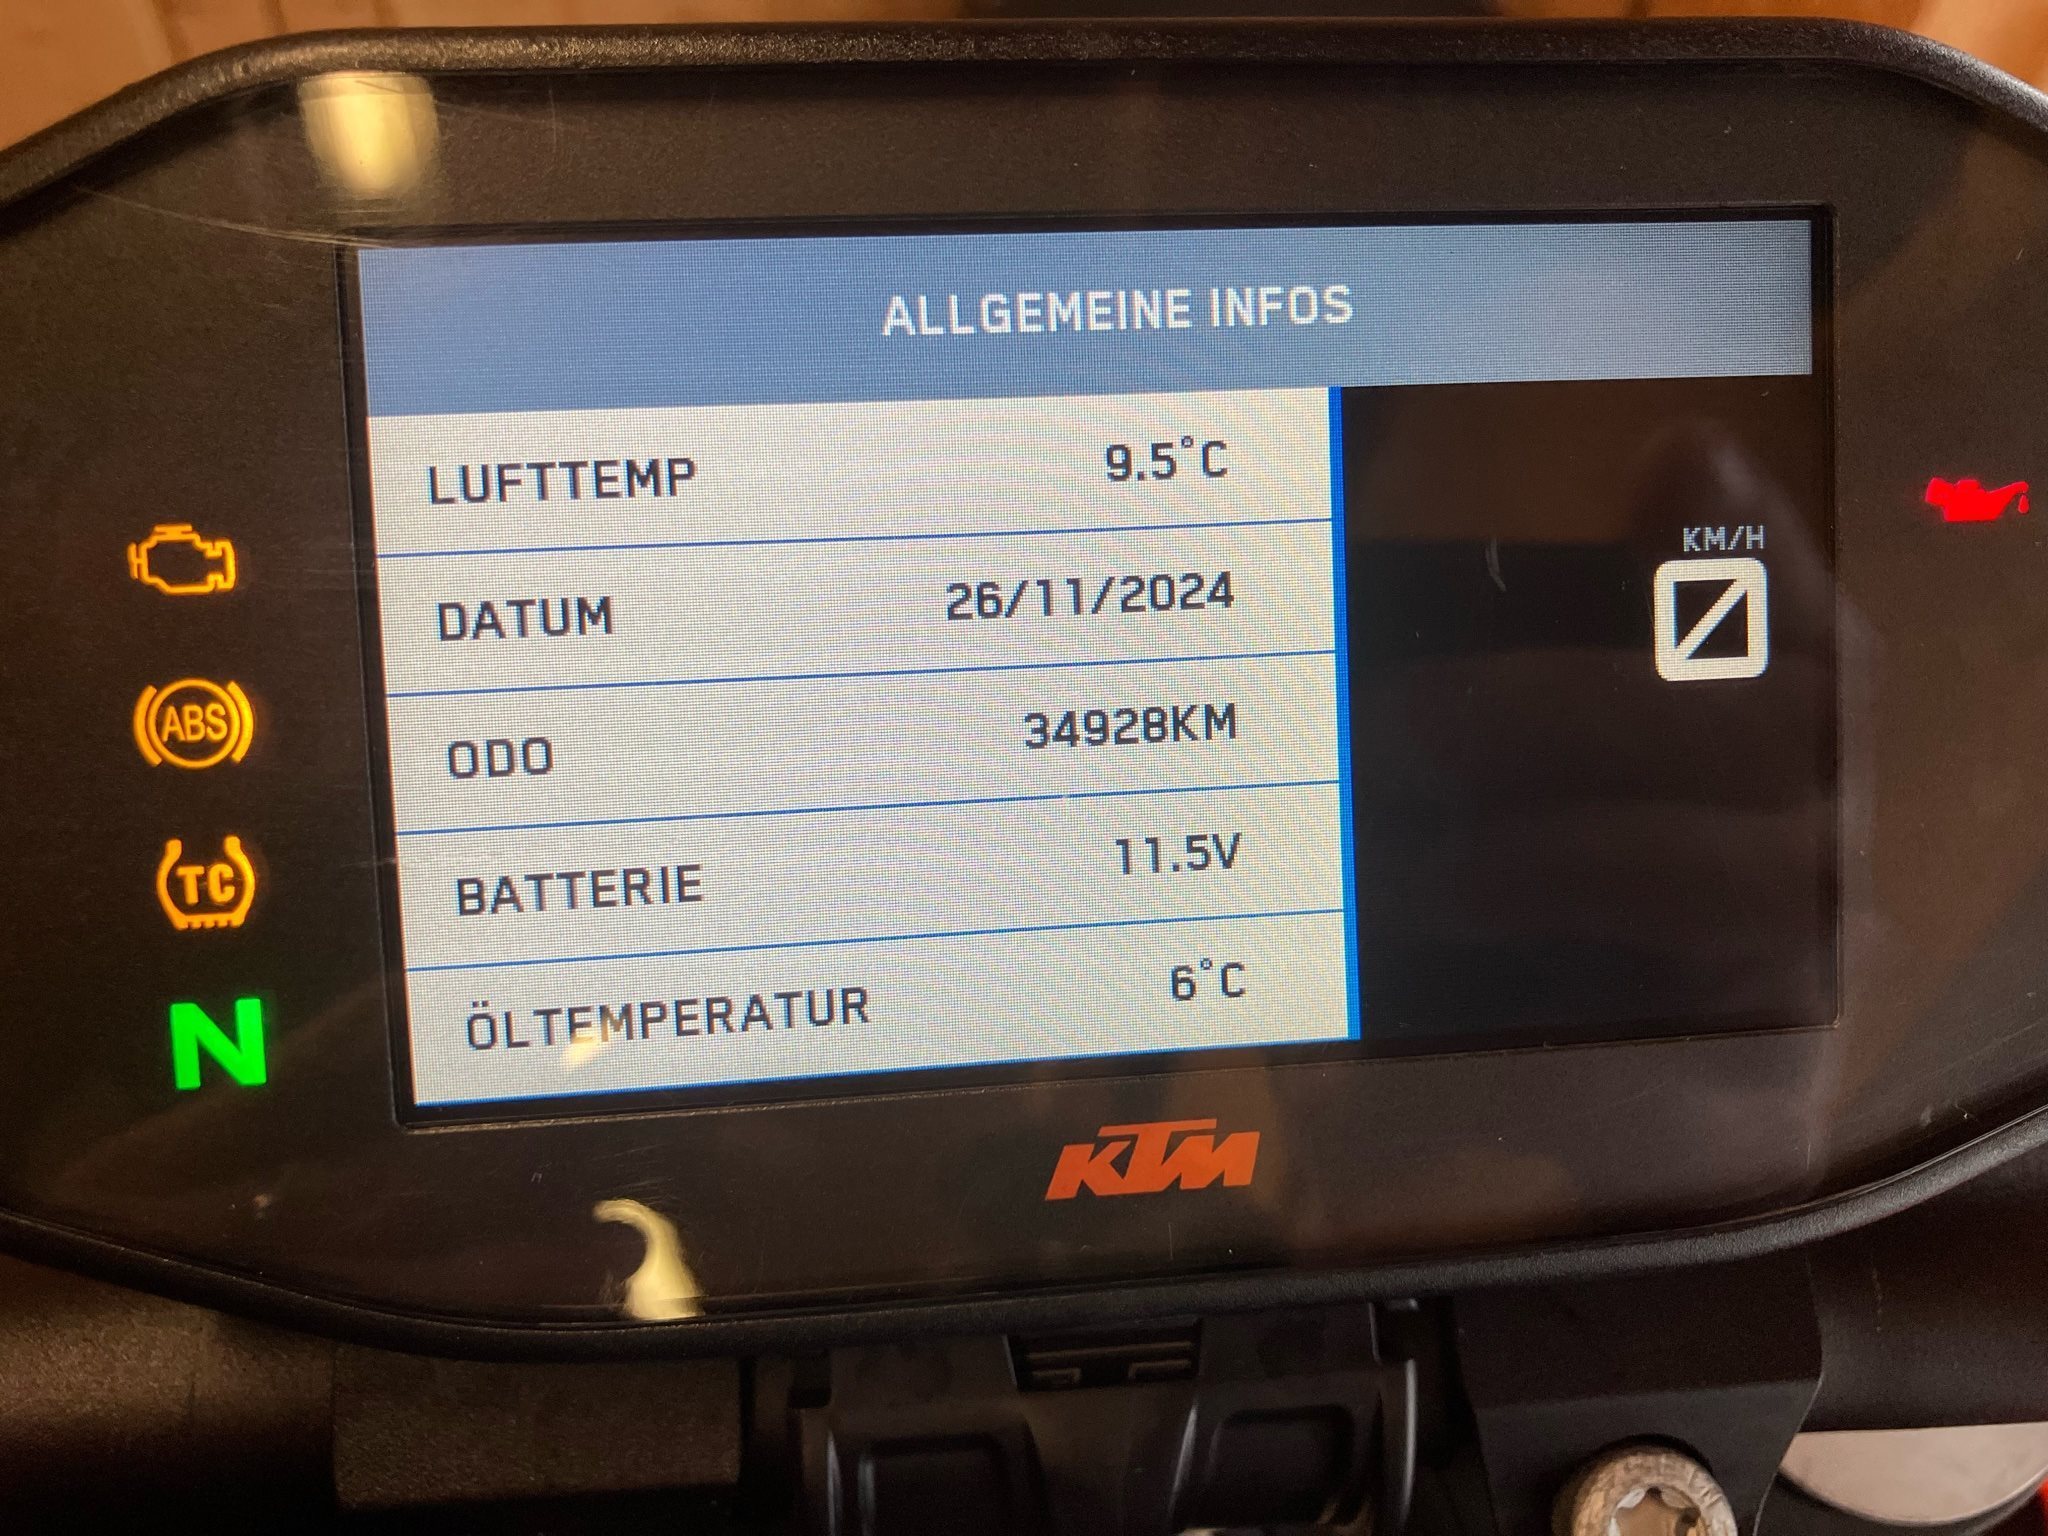 ALLGEMEINE INFOS
LUFTTEMP 9.5°C
DATUM 26/11/2024
ODO 34928KM
BATTERIE 11.5V
ÖLTEMPERATUR 6°C
KM/H
0
ABS
TC
N
KTM